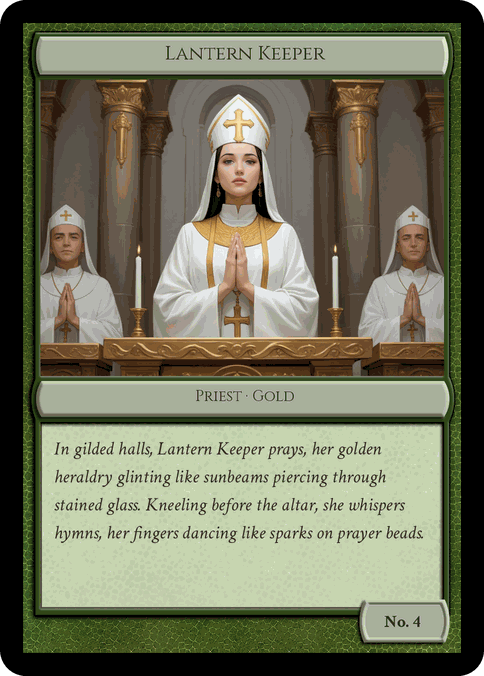 Lantern Keeper
Priest · Gold
In gilded halls, Lantern Keeper prays, her golden
heraldry glinting like sunbeams piercing through
stained glass. Kneeling before the altar, she whispers
hymns, her fingers dancing like sparks on prayer beads.
No. 4